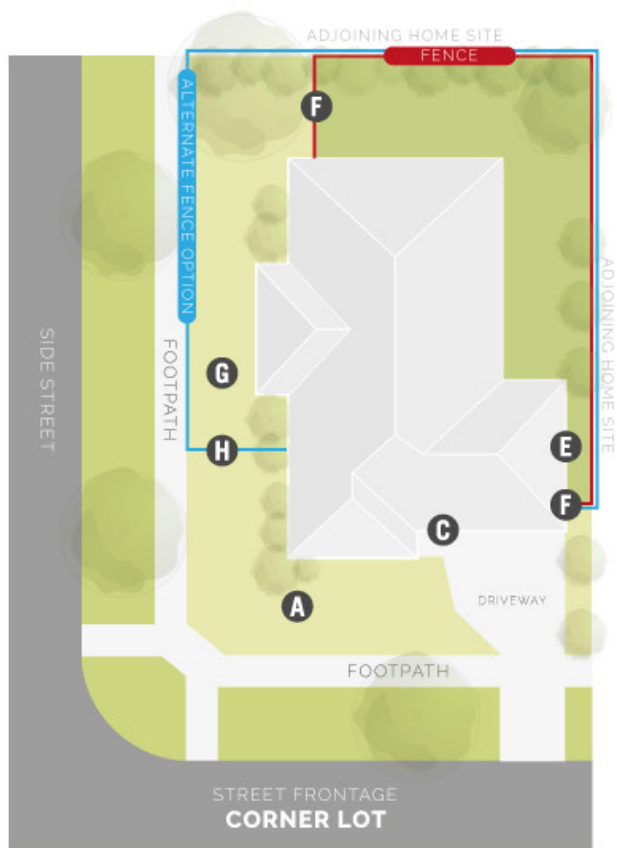 ADJOINING HOME SITE
FENCE
F
ALTERNATE FENCE OPTION
ADJOINING HOME SITE
SIDE STREET
FOOTPATH
G
H
E
F
C
A
DRIVEWAY
FOOTPATH
STREET FRONTAGE
CORNER LOT